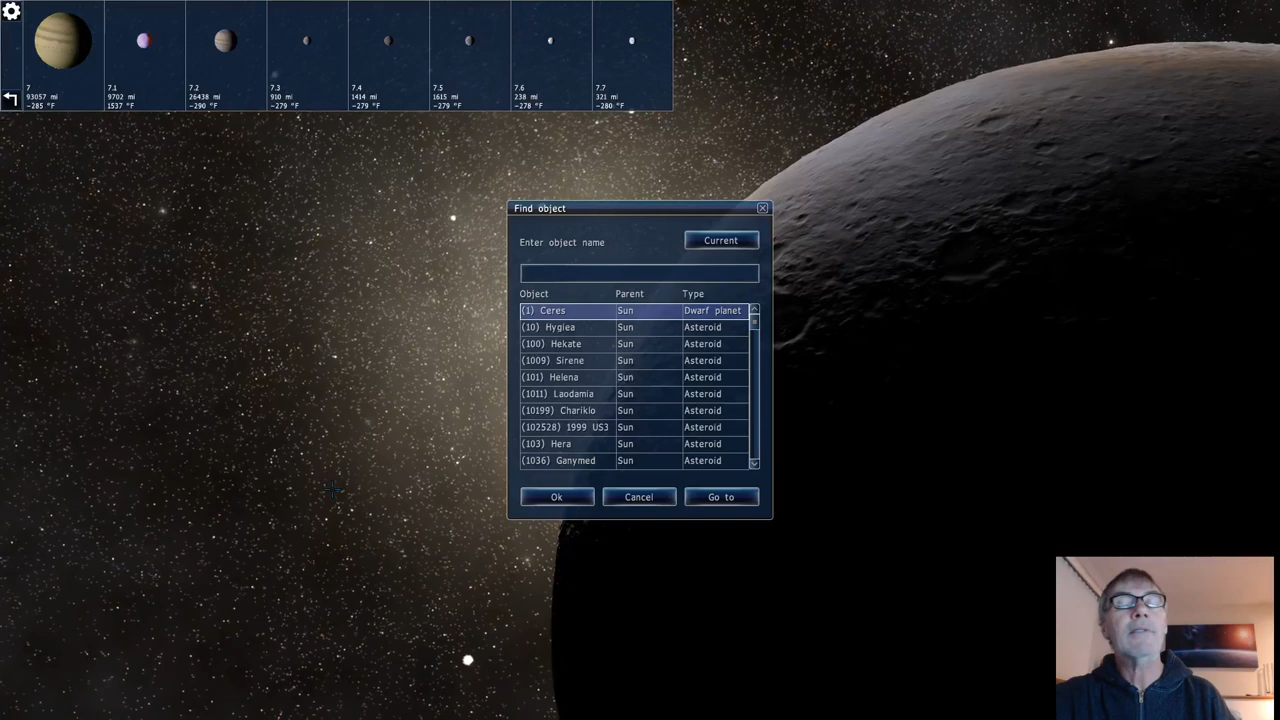 7
93057 mi
-285 °F
7.1
9702 mi
1537 °F
7.2
26438 mi
-290 °F
7.3
910 mi
-279 °F
7.4
1414 mi
-279 °F
7.5
1615 mi
-279 °F
7.6
238 mi
-278 °F
7.7
321 mi
-280 °F
Find object
Enter object name
Current
Object Parent Type
(1) Ceres Sun Dwarf planet
(10) Hygiea Sun Asteroid
(100) Hekate Sun Asteroid
(1009) Sirene Sun Asteroid
(101) Helena Sun Asteroid
(1011) Laodamia Sun Asteroid
(10199) Chariklo Sun Asteroid
(102528) 1999 US3 Sun Asteroid
(103) Hera Sun Asteroid
(1036) Ganymed Sun Asteroid
Ok Cancel Go to